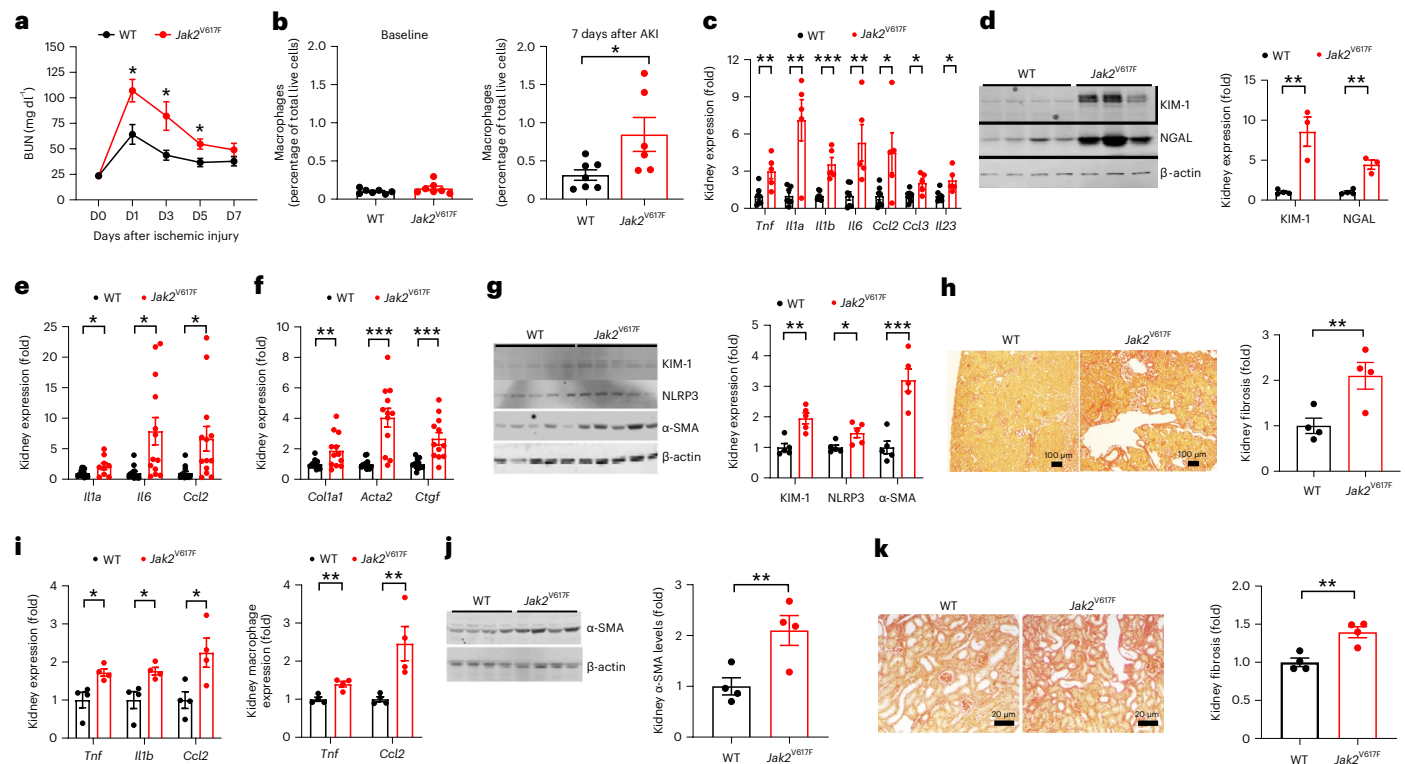 a
WT Jak2V617F
BUN (mg dl–1)
150
125
100
75
50
25
0
* * *
D0 D1 D3 D5 D7
Days after ischemic injury
b
Baseline
Macrophages
(percentage of total live cells)
2.0
1.5
1.0
0.5
0
WT Jak2V617F
7 days after AKI
*
Macrophages
(percentage of total live cells)
2.0
1.5
1.0
0.5
0
WT Jak2V617F
c
WT Jak2V617F
** ** *** ** * * *
Kidney expression (fold)
12
9
6
3
0
Tnf Il1a Il1b Il6 Ccl2 Ccl3 Il23
d
WT Jak2V617F
KIM-1
NGAL
β-actin
WT Jak2V617F
** **
Kidney expression (fold)
15
10
5
0
KIM-1 NGAL
e
WT Jak2V617F
* * *
Kidney expression (fold)
25
20
15
10
5
0
Il1a Il6 Ccl2
f
WT Jak2V617F
** *** ***
Kidney expression (fold)
10
8
6
4
2
0
Col1a1 Acta2 Ctgf
g
WT Jak2V617F
KIM-1
NLRP3
α-SMA
β-actin
WT Jak2V617F
** * ***
Kidney expression (fold)
5
4
3
2
1
0
KIM-1 NLRP3 α-SMA
h
WT Jak2V617F
100 μm 100 μm
**
Kidney fibrosis (fold)
3
2
1
0
WT Jak2V617F
i
WT Jak2V617F
* * *
Kidney expression (fold)
4
3
2
1
0
Tnf Il1b Ccl2
WT Jak2V617F
** **
Kidney macrophage
expression (fold)
4
3
2
1
0
Tnf Ccl2
j
WT Jak2V617F
α-SMA
β-actin
**
Kidney α-SMA levels (fold)
3
2
1
0
WT Jak2V617F
k
WT Jak2V617F
20 μm 20 μm
**
Kidney fibrosis (fold)
2.0
1.5
1.0
0.5
0
WT Jak2V617F